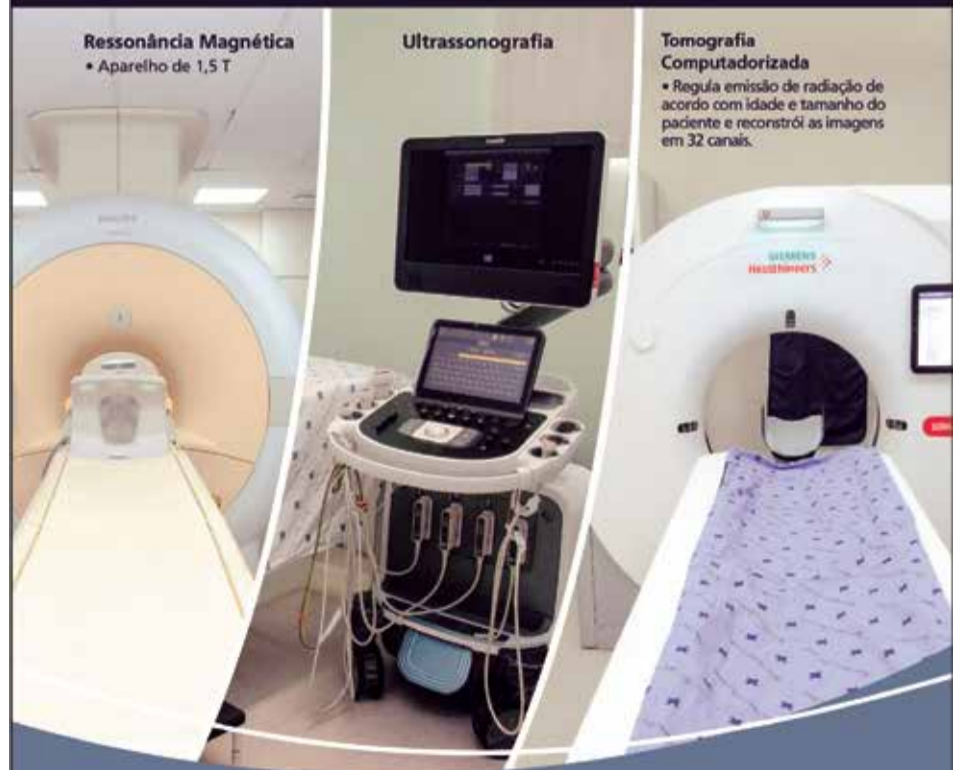 Ressonância Magnética
• Aparelho de 1,5 T
Ultrassonografia
Tomografia
Computadorizada
• Regula emissão de radiação de
acordo com idade e tamanho do
paciente e reconstrói as imagens
em 32 canais.
PHILIPS
SIEMENS
Healthineers